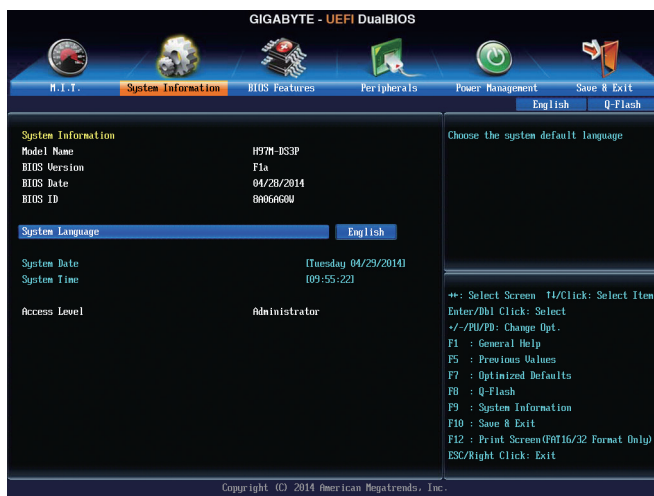 GIGABYTE - UEFI DualBIOS
M.I.T. System Information BIOS Features Peripherals Power Management Save & Exit
English Q-Flash
System Information
Model Name H97M-DS3P
BIOS Version F1a
BIOS Date 04/28/2014
BIOS ID 8A06AG0W
System Language English
System Date [Tuesday 04/29/2014]
System Time [09:55:22]
Access Level Administrator
Choose the system default language
→←: Select Screen ↑↓/Click: Select Item
Enter/Dbl Click: Select
+/-/PU/PD: Change Opt.
F1 : General Help
F5 : Previous Values
F7 : Optimized Defaults
F8 : Q-Flash
F9 : System Information
F10 : Save & Exit
F12 : Print Screen(FAT16/32 Format Only)
ESC/Right Click: Exit
Copyright (C) 2014 American Megatrends, Inc.